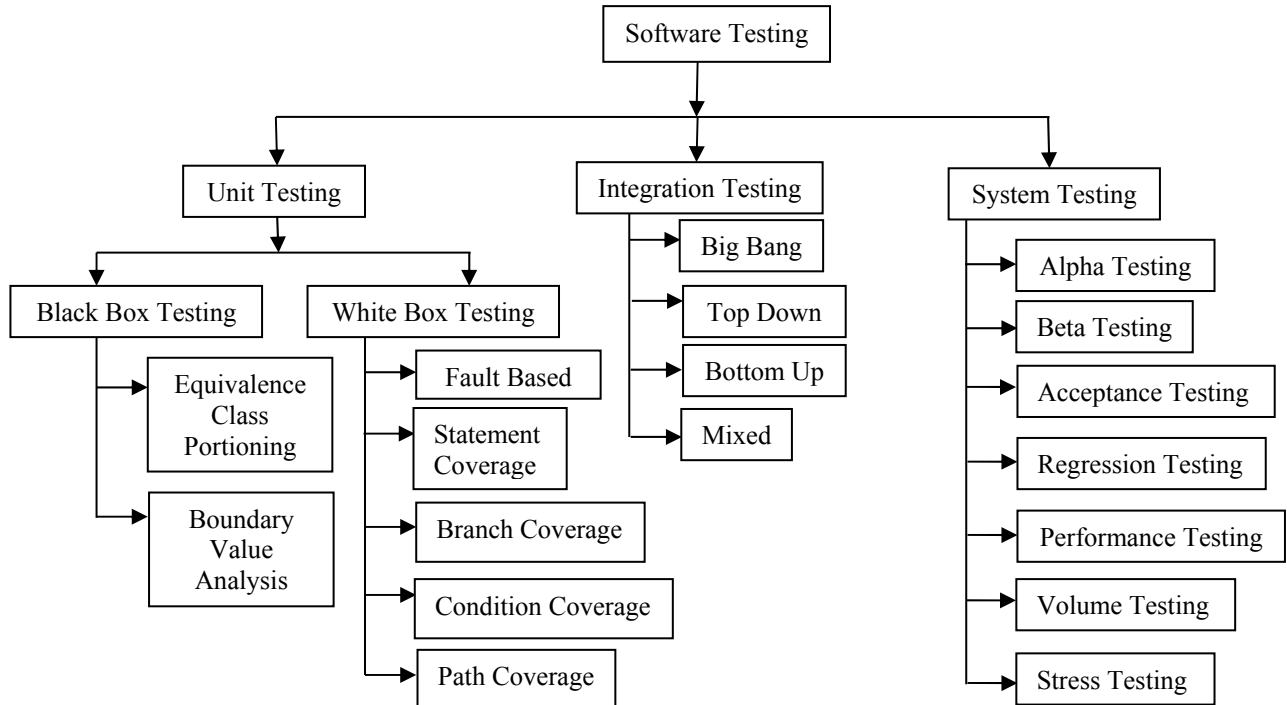 Software Testing
Unit Testing
Integration Testing
System Testing
Black Box Testing
White Box Testing
Equivalence
Class
Portioning
Boundary
Value
Analysis
Fault Based
Statement
Coverage
Branch Coverage
Condition Coverage
Path Coverage
Big Bang
Top Down
Bottom Up
Mixed
Alpha Testing
Beta Testing
Acceptance Testing
Regression Testing
Performance Testing
Volume Testing
Stress Testing